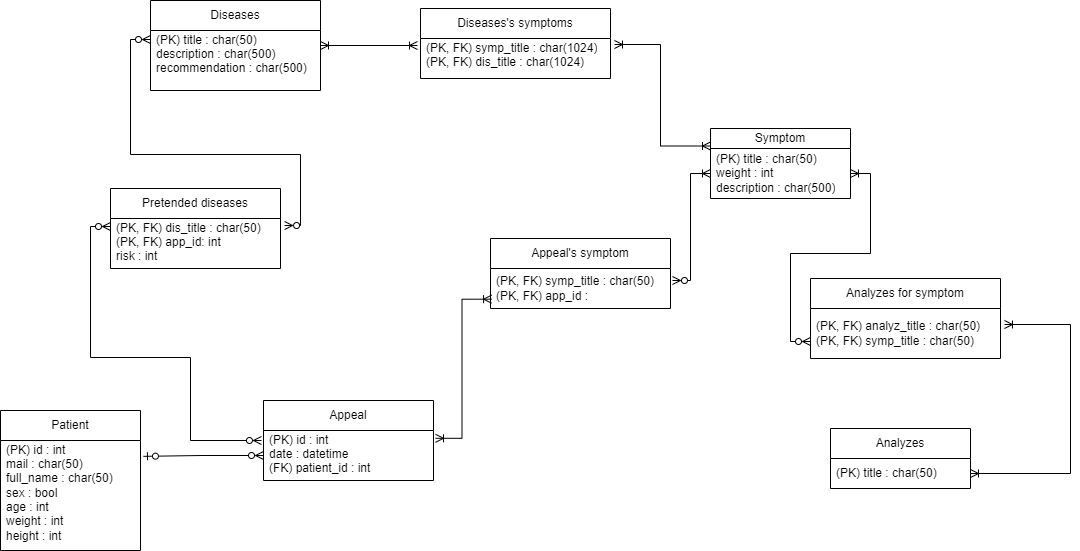 Diseases
(PK) title : char(50)
description : char(500)
recommendation : char(500)
Diseases's symptoms
(PK, FK) symp_title : char(1024)
(PK, FK) dis_title : char(1024)
Symptom
(PK) title : char(50)
weight : int
description : char(500)
Pretended diseases
(PK, FK) dis_title : char(50)
(PK, FK) app_id: int
risk : int
Appeal's symptom
(PK, FK) symp_title : char(50)
(PK, FK) app_id :
Analyzes for symptom
(PK, FK) analyz_title : char(50)
(PK, FK) symp_title : char(50)
Patient
(PK) id : int
mail : char(50)
full_name : char(50)
sex : bool
age : int
weight : int
height : int
Appeal
(PK) id : int
date : datetime
(FK) patient_id : int
Analyzes
(PK) title : char(50)